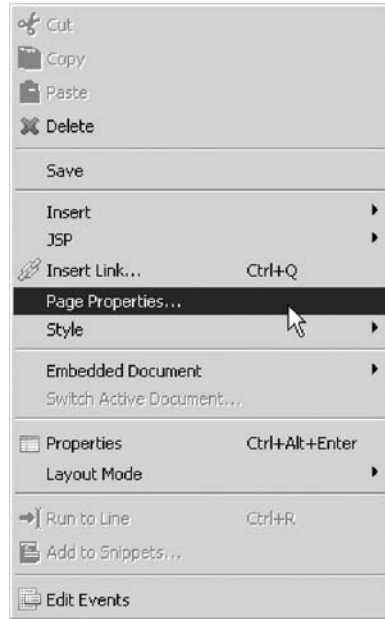 Cut
Copy
Paste
Delete
Save
Insert
JSP
Insert Link... Ctrl+Q
Page Properties...
Style
Embedded Document
Switch Active Document...
Properties Ctrl+Alt+Enter
Layout Mode
Run to Line Ctrl+R
Add to Snippets...
Edit Events